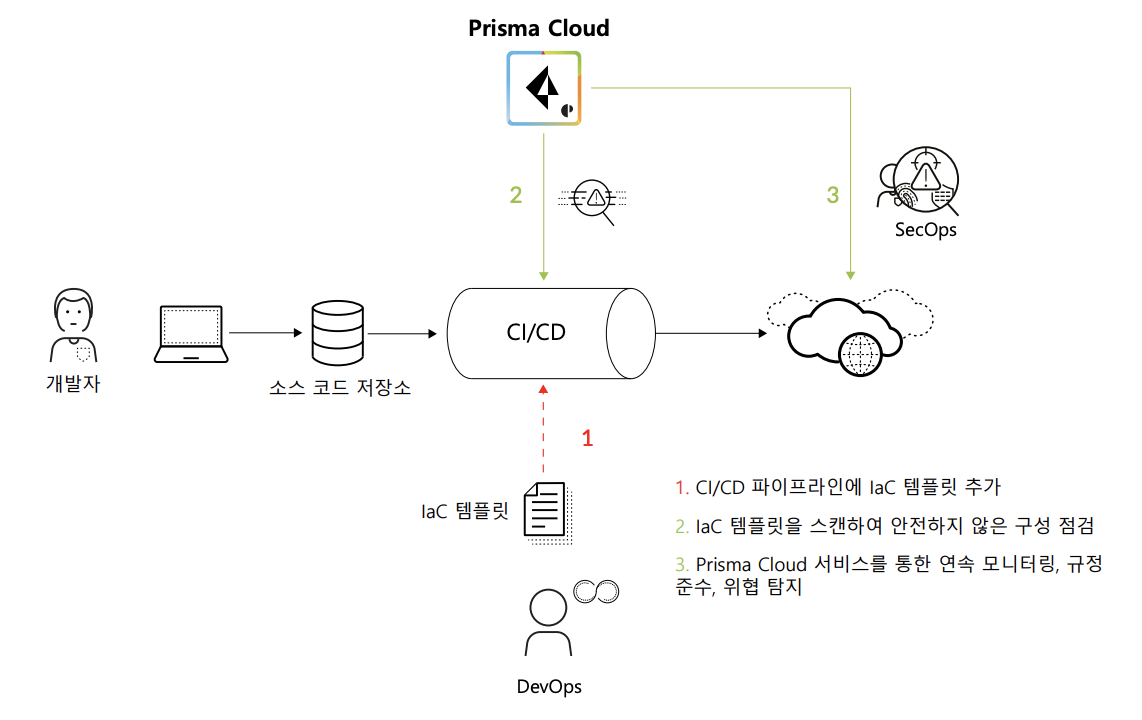 Prisma Cloud
2
3
SecOps
CI/CD
개발자
소스 코드 저장소
1
IaC 템플릿
DevOps
1. CI/CD 파이프라인에 IaC 템플릿 추가
2. IaC 템플릿을 스캔하여 안전하지 않은 구성 점검
3. Prisma Cloud 서비스를 통한 연속 모니터링, 규정
준수, 위협 탐지